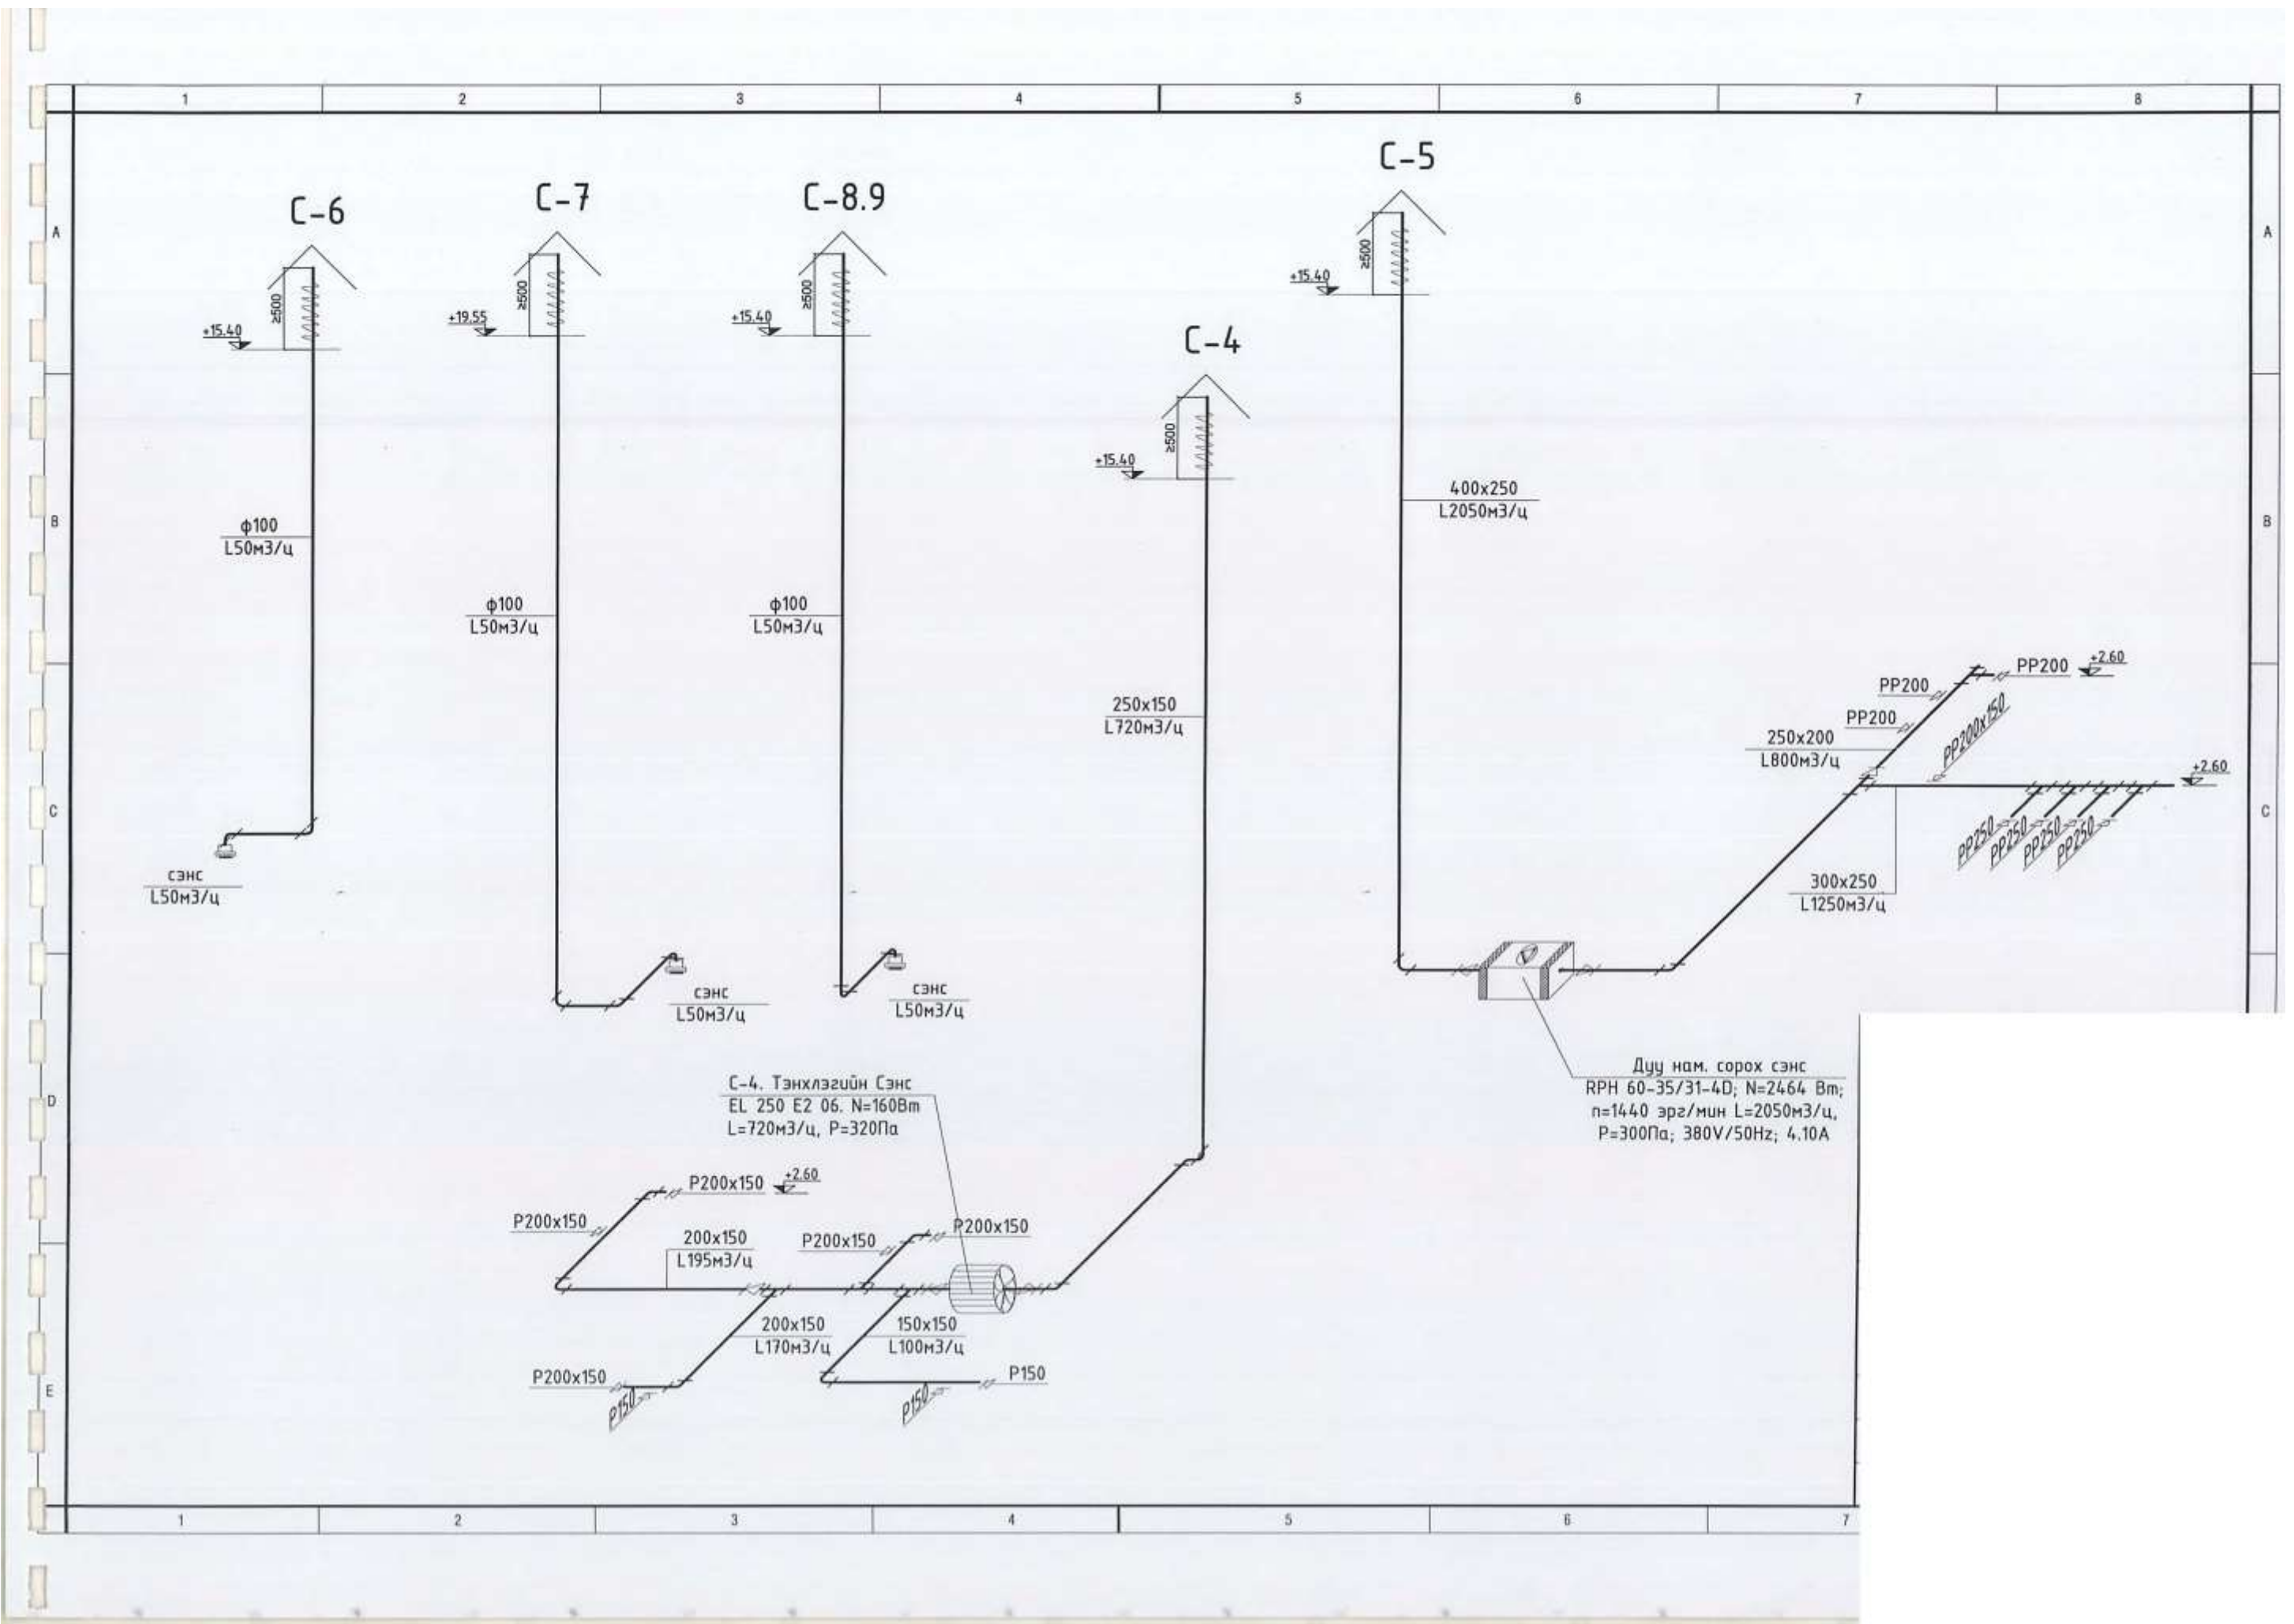 1 2 3 4 5 6 7 8
A A
B B
C C
D
E
С-6
≥500
+15.40
ф100
L50м3/ц
сэнс
L50м3/ц
С-7
≥500
+19.55
ф100
L50м3/ц
сэнс
L50м3/ц
С-8.9
≥500
+15.40
ф100
L50м3/ц
сэнс
L50м3/ц
С-4
≥500
+15.40
250x150
L720м3/ц
С-4. Тэнхлэгийн Сэнс
EL 250 E2 06. N=160Вт
L=720м3/ц, P=320Па
P200x150
+2.60
P200x150
200x150
L195м3/ц
P200x150
P200x150
200x150
L170м3/ц
150x150
L100м3/ц
P200x150
P150
P150
P150
С-5
≥500
+15.40
400x250
L2050м3/ц
PP200
+2.60
PP200
PP200
PP200x150
250x200
L800м3/ц
+2.60
PP250
PP250
PP250
PP250
300x250
L1250м3/ц
Дуу нам. сорох сэнс
RPH 60-35/31-4D; N=2464 Вт;
n=1440 эрг/мин L=2050м3/ц,
P=300Па; 380V/50Hz; 4.10A
1 2 3 4 5 6 7